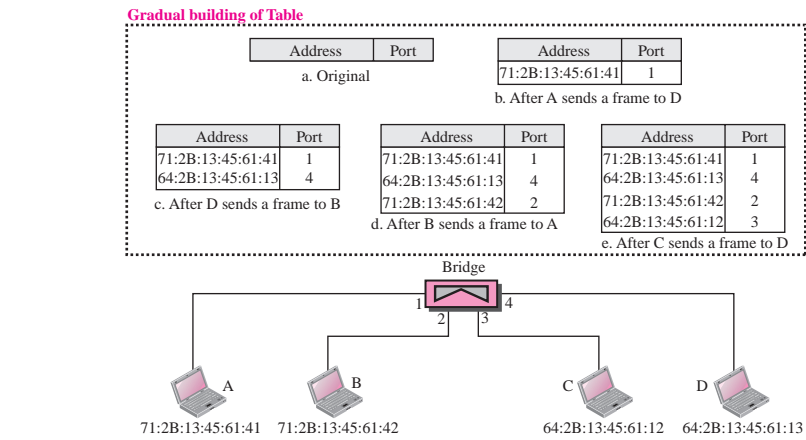 Gradual building of Table
Address Port
a. Original
Address Port
71:2B:13:45:61:41 1
b. After A sends a frame to D
Address Port
71:2B:13:45:61:41 1
64:2B:13:45:61:13 4
c. After D sends a frame to B
Address Port
71:2B:13:45:61:41 1
64:2B:13:45:61:13 4
71:2B:13:45:61:42 2
d. After B sends a frame to A
Address Port
71:2B:13:45:61:41 1
64:2B:13:45:61:13 4
71:2B:13:45:61:42 2
64:2B:13:45:61:12 3
e. After C sends a frame to D
Bridge
1 4
2 3
A B C D
71:2B:13:45:61:41 71:2B:13:45:61:42 64:2B:13:45:61:12 64:2B:13:45:61:13